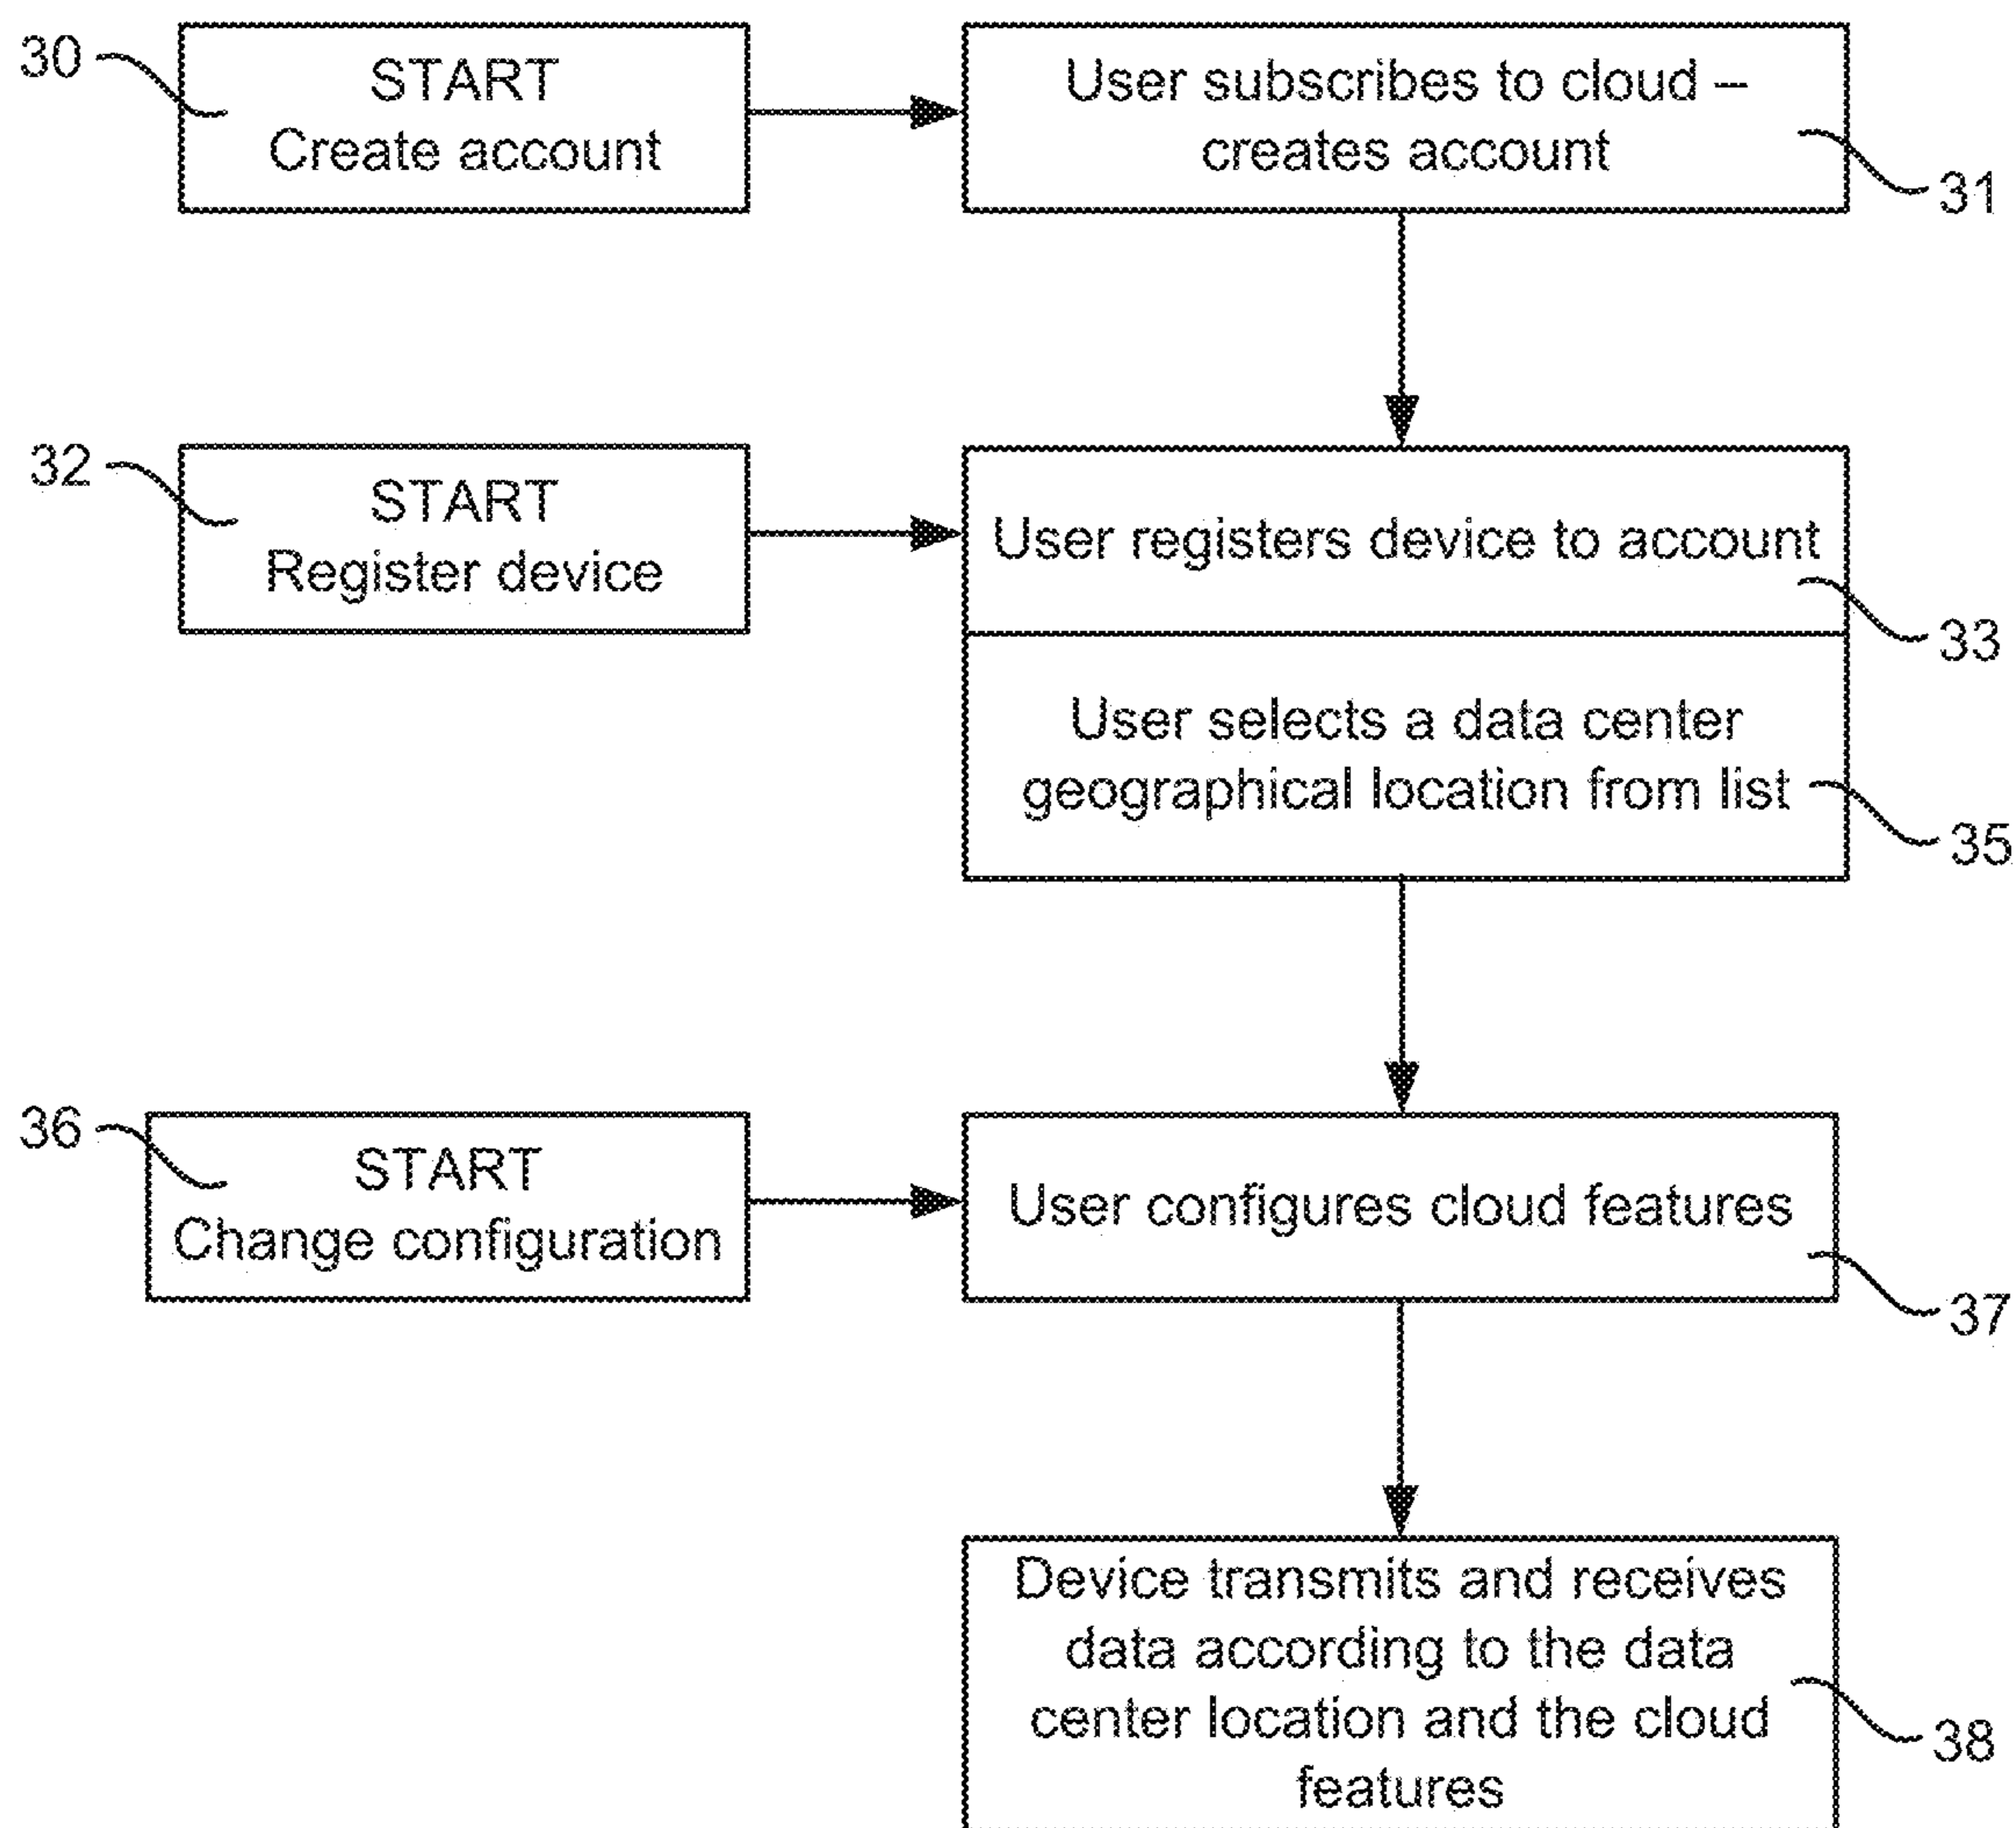 30
START
Create account
User subscribes to cloud –
creates account
31
32
START
Register device
User registers device to account
33
User selects a data center
geographical location from list
35
36
START
Change configuration
User configures cloud features
37
Device transmits and receives
data according to the data
center location and the cloud
features
38